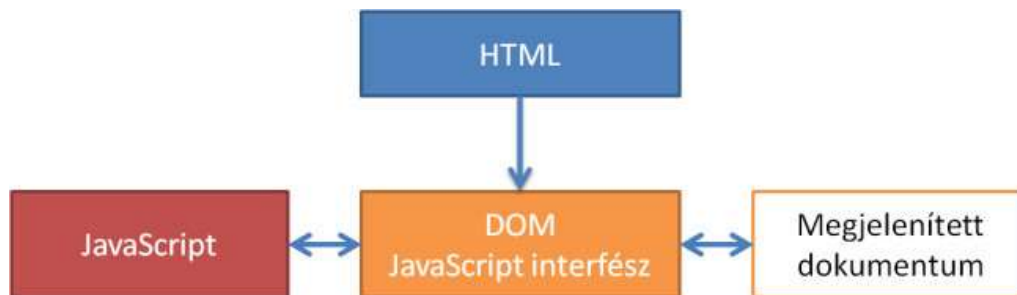 HTML
JavaScript
DOM
JavaScript interfész
Megjelenített
dokumentum